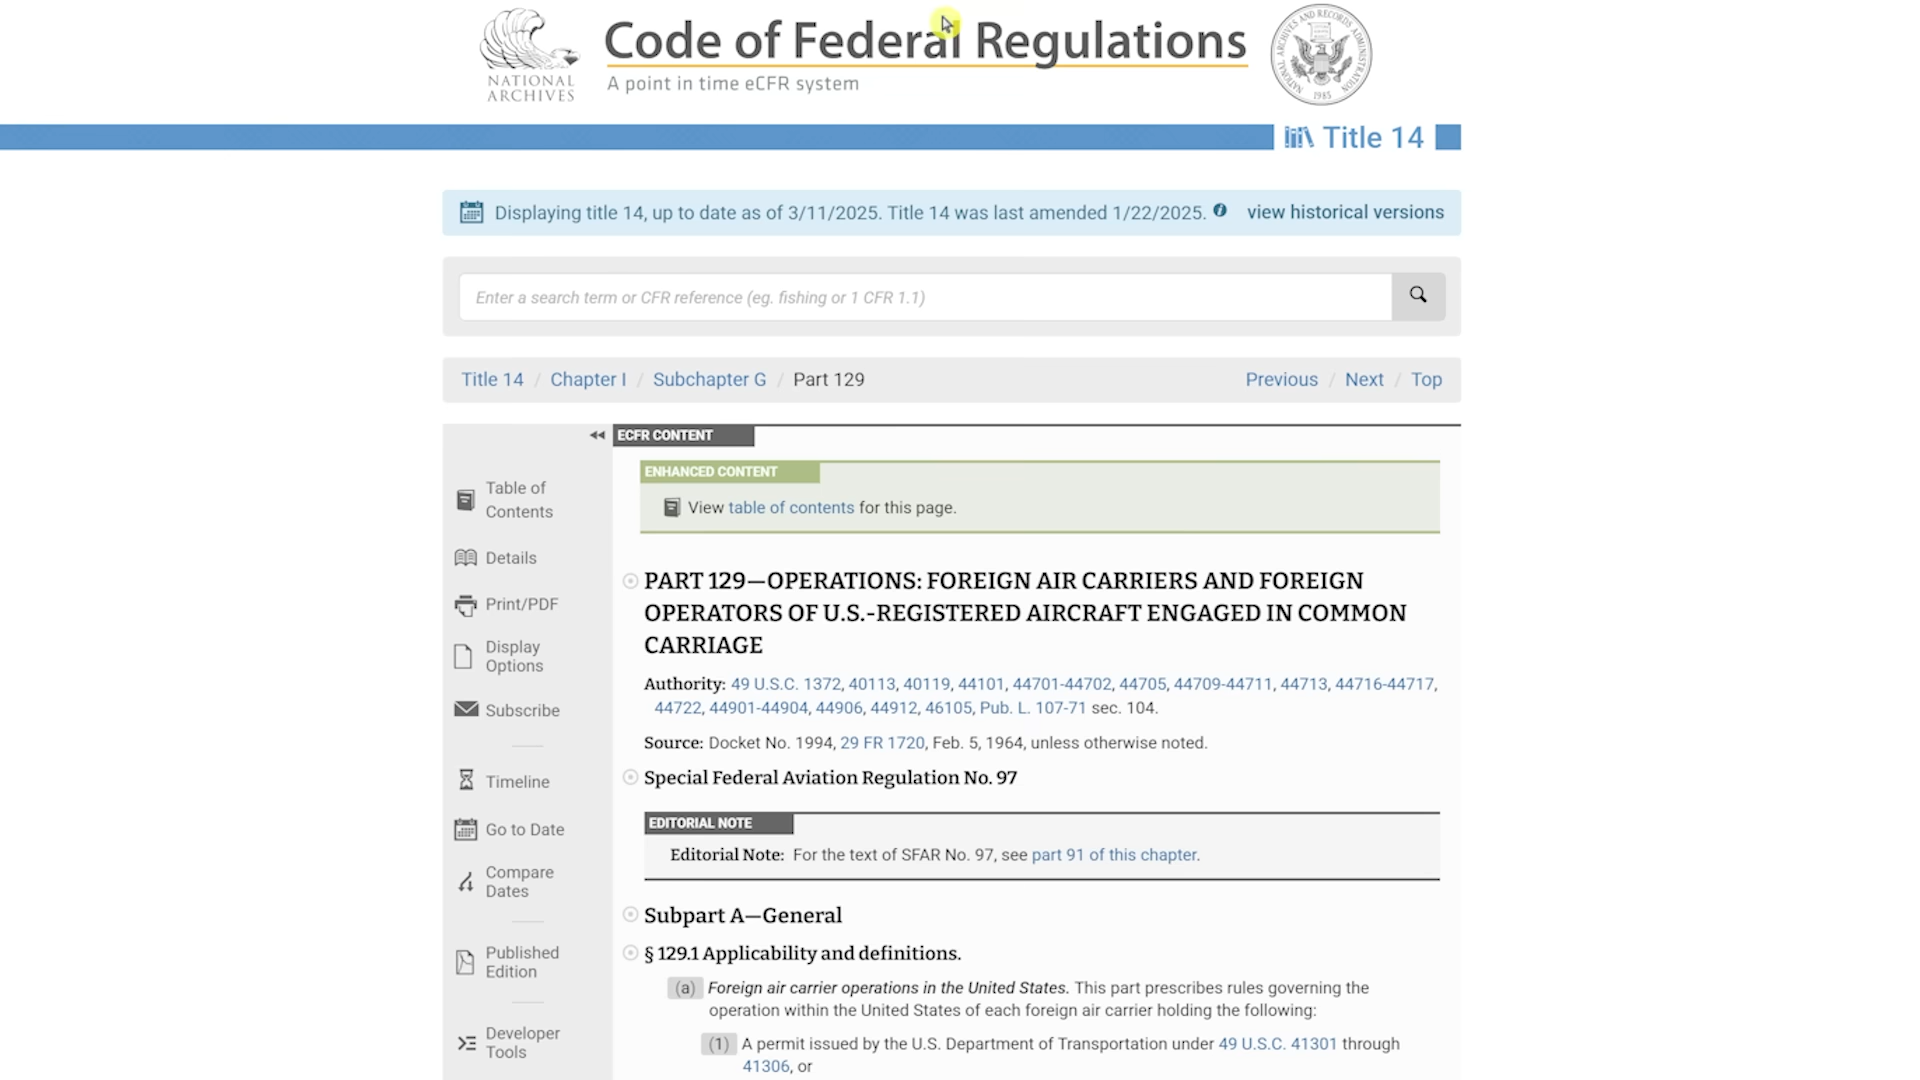 NATIONAL
ARCHIVES
Code of Federal Regulations
A point in time eCFR system
ARCHIVES AND RECORDS ADMINISTRATION
1985
Title 14
Displaying title 14, up to date as of 3/11/2025. Title 14 was last amended 1/22/2025. view historical versions
Enter a search term or CFR reference (eg. fishing or 1 CFR 1.1)
Title 14 / Chapter I / Subchapter G / Part 129 Previous / Next / Top
ECFR CONTENT
ENHANCED CONTENT
View table of contents for this page.
Table of
Contents
Details
Print/PDF
Display
Options
Subscribe
Timeline
Go to Date
Compare
Dates
Published
Edition
Developer
Tools
PART 129—OPERATIONS: FOREIGN AIR CARRIERS AND FOREIGN
OPERATORS OF U.S.-REGISTERED AIRCRAFT ENGAGED IN COMMON
CARRIAGE
Authority: 49 U.S.C. 1372, 40113, 40119, 44101, 44701-44702, 44705, 44709-44711, 44713, 44716-44717,
44722, 44901-44904, 44906, 44912, 46105, Pub. L. 107-71 sec. 104.
Source: Docket No. 1994, 29 FR 1720, Feb. 5, 1964, unless otherwise noted.
Special Federal Aviation Regulation No. 97
EDITORIAL NOTE
Editorial Note: For the text of SFAR No. 97, see part 91 of this chapter.
Subpart A—General
§ 129.1 Applicability and definitions.
(a) Foreign air carrier operations in the United States. This part prescribes rules governing the
operation within the United States of each foreign air carrier holding the following:
(1) A permit issued by the U.S. Department of Transportation under 49 U.S.C. 41301 through
41306, or